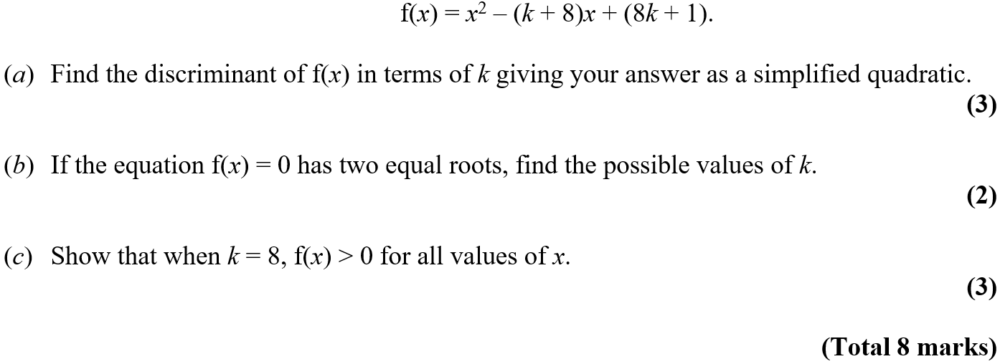 f(x) = x² – (k + 8)x + (8k + 1).
(a) Find the discriminant of f(x) in terms of k giving your answer as a simplified quadratic.
(3)
(b) If the equation f(x) = 0 has two equal roots, find the possible values of k.
(2)
(c) Show that when k = 8, f(x) > 0 for all values of x.
(3)
(Total 8 marks)